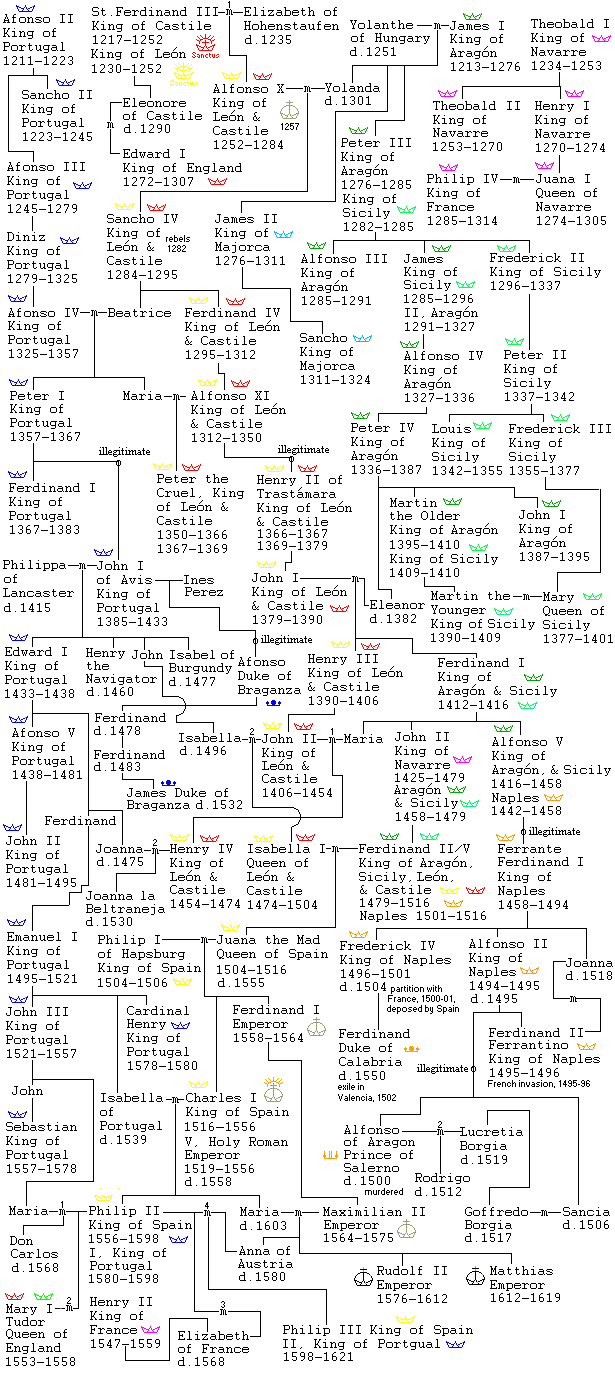 Afonso II
King of
Portugal
1211–1223
St.Ferdinand III
King of Castile
1217–1252
King of León
1230–1252
Sanctus
Sanctus
m
1
Elizabeth of
Hohenstaufen
d.1235
Yolanthe
of Hungary
d.1251
m
James I
King of
Aragón
1213–1276
Theobald I
King of
Navarre
1234–1253
Sancho II
King of
Portugal
1223–1245
Eleonore
of Castile
d.1290
m
Edward I
King of England
1272–1307
Alfonso X
King of
León &
Castile
1252–1284
m
1257
Yolanda
d.1301
Theobald II
King of
Navarre
1253–1270
Henry I
King of
Navarre
1270–1274
Peter III
King of
Aragón
1276–1285
King of
Sicily
1282–1285
Afonso III
King of
Portugal
1245–1279
Philip IV
King of
France
1285–1314
m
Juana I
Queen of
Navarre
1274–1305
Diniz
King of
Portugal
1279–1325
Sancho IV
King of
León &
Castile
1284–1295
rebels
1282
James II
King of
Majorca
1276–1311
Alfonso III
King of
Aragón
1285–1291
James
King of
Sicily
1285–1296
II, Aragón
1291–1327
Frederick II
King of Sicily
1296–1337
Afonso IV
King of
Portugal
1325–1357
m
Beatrice
Ferdinand IV
King of León
& Castile
1295–1312
Sancho
King of
Majorca
1311–1324
Alfonso IV
King of
Aragón
1327–1336
Peter II
King of
Sicily
1337–1342
Peter I
King of
Portugal
1357–1367
Maria
m
Alfonso XI
King of León
& Castile
1312–1350
Peter IV
King of
Aragón
1336–1387
Louis
King of
Sicily
1342–1355
Frederick III
King of
Sicily
1355–1377
illegitimate
illegitimate
Ferdinand I
King of
Portugal
1367–1383
Peter the
Cruel, King
of León &
Castile
1350–1366
1367–1369
Henry II of
Trastámara
King of León
& Castile
1366–1367
1369–1379
Martin
the Older
King of Aragón
1395–1410
King of Sicily
1409–1410
John I
King of
Aragón
1387–1395
Philippa
of
Lancaster
d.1415
m
John I
of Avis
King of
Portugal
1385–1433
Ines
Perez
John I
King of León
& Castile
1379–1390
m
Eleanor
d.1382
Martin the
Younger
King of Sicily
1390–1409
m
Mary
Queen of
Sicily
1377–1401
illegitimate
Edward I
King of
Portugal
1433–1438
Henry
the
Navigator
d.1460
John
Isabel of
Burgundy
d.1477
Afonso
Duke of
Braganza
Henry III
King of León
& Castile
1390–1406
Ferdinand I
King of
Aragón & Sicily
1412–1416
Afonso V
King of
Portugal
1438–1481
Ferdinand
d.1478
Ferdinand
d.1483
James Duke of
Braganza d.1532
Isabella
d.1496
2
m
John II
King of
León &
Castile
1406–1454
1
m
Maria
John II
King of
Navarre
1425–1479
Aragón
& Sicily
1458–1479
Alfonso V
King of
Aragón, & Sicily
1416–1458
Naples
1442–1458
illegitimate
Ferdinand
John II
King of
Portugal
1481–1495
Joanna
d.1475
2
m
Henry IV
King of
León &
Castile
1454–1474
Isabella I
Queen of
León &
Castile
1474–1504
m
Ferdinand II/V
King of Aragón,
Sicily, León,
& Castile
1479–1516
Naples 1501–1516
Ferrante
Ferdinand I
King of
Naples
1458–1494
Joanna la
Beltraneja
d.1530
Emanuel I
King of
Portugal
1495–1521
Philip I
of Hapsburg
King of Spain
1504–1506
m
Juana the Mad
Queen of Spain
1504–1516
d.1555
Frederick IV
King of Naples
1496–1501
d.1504
partition with
France, 1500-01,
deposed by Spain
Alfonso II
King of
Naples
1494–1495
d.1495
Joanna
d.1518
m
John III
King of
Portugal
1521–1557
Cardinal
Henry
King of
Portugal
1578–1580
Ferdinand I
Emperor
1558–1564
Ferdinand
Duke of
Calabria
d.1550
exile in
Valencia, 1502
Ferdinand II
Ferrantino
King of Naples
1495–1496
French invasion, 1495-96
illegitimate
John
Sebastian
King of
Portugal
1557–1578
Isabella
of
Portugal
d.1539
m
Charles I
King of Spain
1516–1556
V, Holy Roman
Emperor
1519–1556
d.1558
Alfonso
of Aragon
Prince of
Salerno
d.1500
murdered
2
m
Lucretia
Borgia
d.1519
Rodrigo
d.1512
Maria
1
m
Philip II
King of Spain
1556–1598
I, King of
Portugal
1580–1598
4
m
Maria
d.1603
m
Maximilian II
Emperor
1564–1575
Goffredo
Borgia
d.1517
m
Sancia
d.1506
Don
Carlos
d.1568
Anna of
Austria
d.1580
Rudolf II
Emperor
1576–1612
Matthias
Emperor
1612–1619
Mary I
Tudor
Queen of
England
1553–1558
2
m
Henry II
King of
France
1547–1559
3
m
Elizabeth
of France
d.1568
Philip III King of Spain
II, King of Portgual
1598–1621